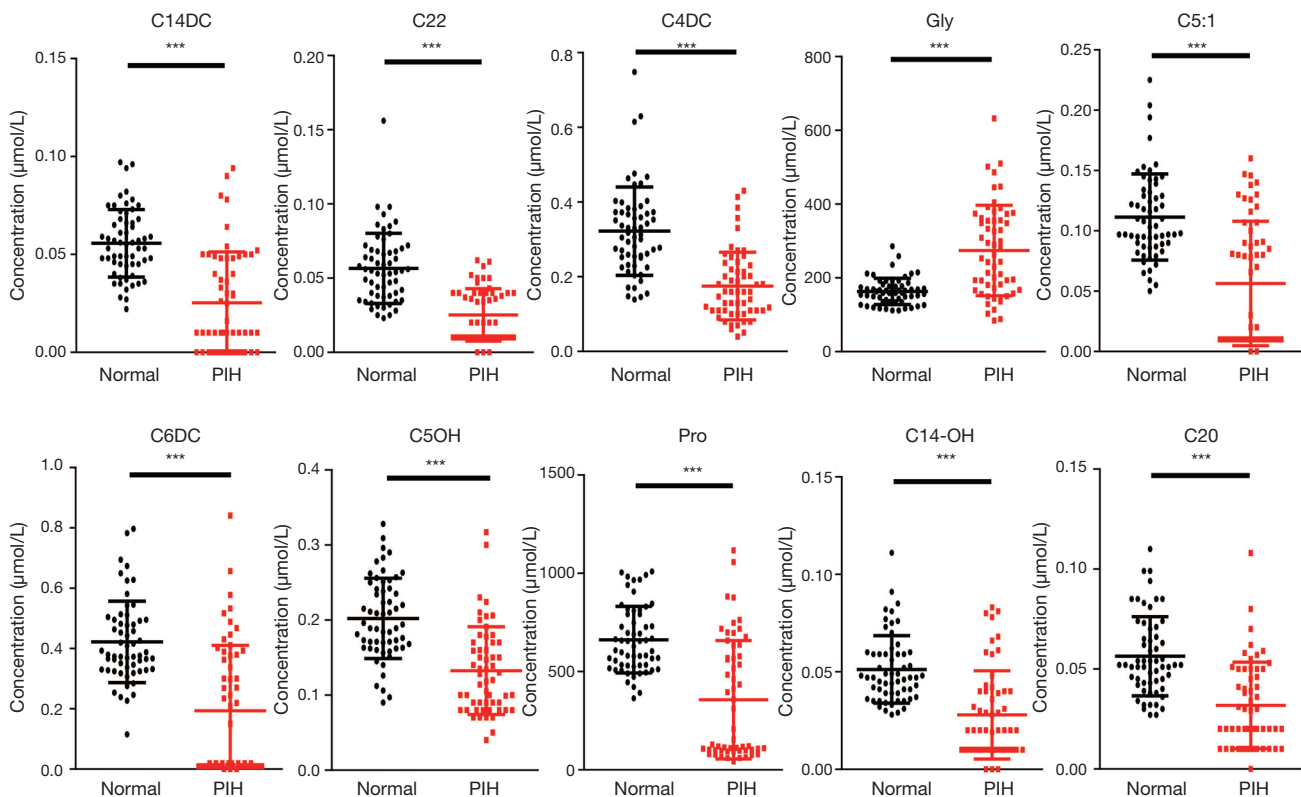 C14DC
***
Concentration (μmol/L)
0.15
0.10
0.05
0.00
Normal PIH
C22
***
Concentration (μmol/L)
0.20
0.15
0.10
0.05
0.00
Normal PIH
C4DC
***
Concentration (μmol/L)
0.8
0.6
0.4
0.2
0.0
Normal PIH
Gly
***
Concentration (μmol/L)
800
600
400
200
0
Normal PIH
C5:1
***
Concentration (μmol/L)
0.25
0.20
0.15
0.10
0.05
0.00
Normal PIH
C6DC
***
Concentration (μmol/L)
1.0
0.8
0.6
0.4
0.2
0.0
Normal PIH
C5OH
***
Concentration (μmol/L)
0.4
0.3
0.2
0.1
0.0
Normal PIH
Pro
***
Concentration (μmol/L)
1500
1000
500
0
Normal PIH
C14-OH
***
Concentration (μmol/L)
0.15
0.10
0.05
0.00
Normal PIH
C20
***
Concentration (μmol/L)
0.15
0.10
0.05
0.00
Normal PIH